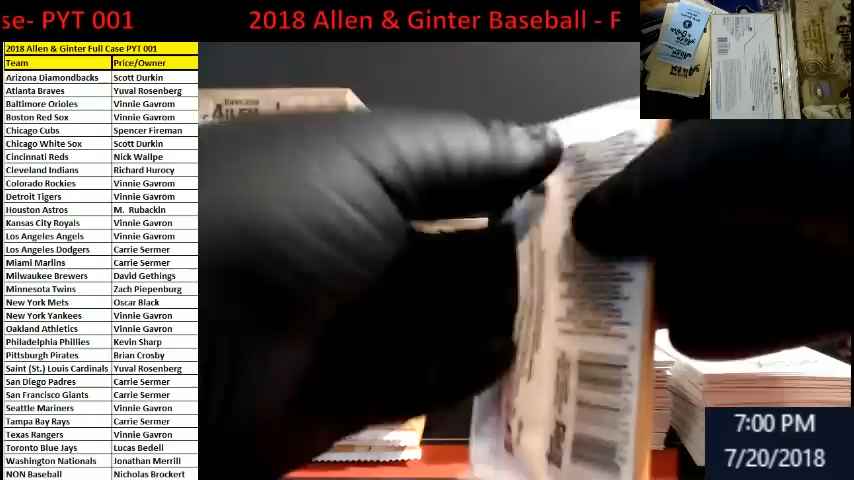 se- PYT 001
2018 Allen & Ginter Baseball - F
2018 Allen & Ginter Full Case PYT 001
Team Price/Owner
Arizona Diamondbacks Scott Durkin
Atlanta Braves Yuval Rosenberg
Baltimore Orioles Vinnie Gavrom
Boston Red Sox Vinnie Gavrom
Chicago Cubs Spencer Fireman
Chicago White Sox Scott Durkin
Cincinnati Reds Nick Wallpe
Cleveland Indians Richard Hurocy
Colorado Rockies Vinnie Gavrom
Detroit Tigers Vinnie Gavrom
Houston Astros M. Rubackin
Kansas City Royals Vinnie Gavron
Los Angeles Angels Vinnie Gavrom
Los Angeles Dodgers Carrie Sermer
Miami Marlins Carrie Sermer
Milwaukee Brewers David Gethings
Minnesota Twins Zach Piepenburg
New York Mets Oscar Black
New York Yankees Vinnie Gavron
Oakland Athletics Vinnie Gavron
Philadelphia Phillies Kevin Sharp
Pittsburgh Pirates Brian Crosby
Saint (St.) Louis Cardinals Yuval Rosenberg
San Diego Padres Carrie Sermer
San Francisco Giants Carrie Sermer
Seattle Mariners Vinnie Gavron
Tampa Bay Rays Carrie Sermer
Texas Rangers Vinnie Gavron
Toronto Blue Jays Lucas Bedell
Washington Nationals Jonathan Merrill
NON Baseball Nicholas Brockert
7:00 PM
7/20/2018